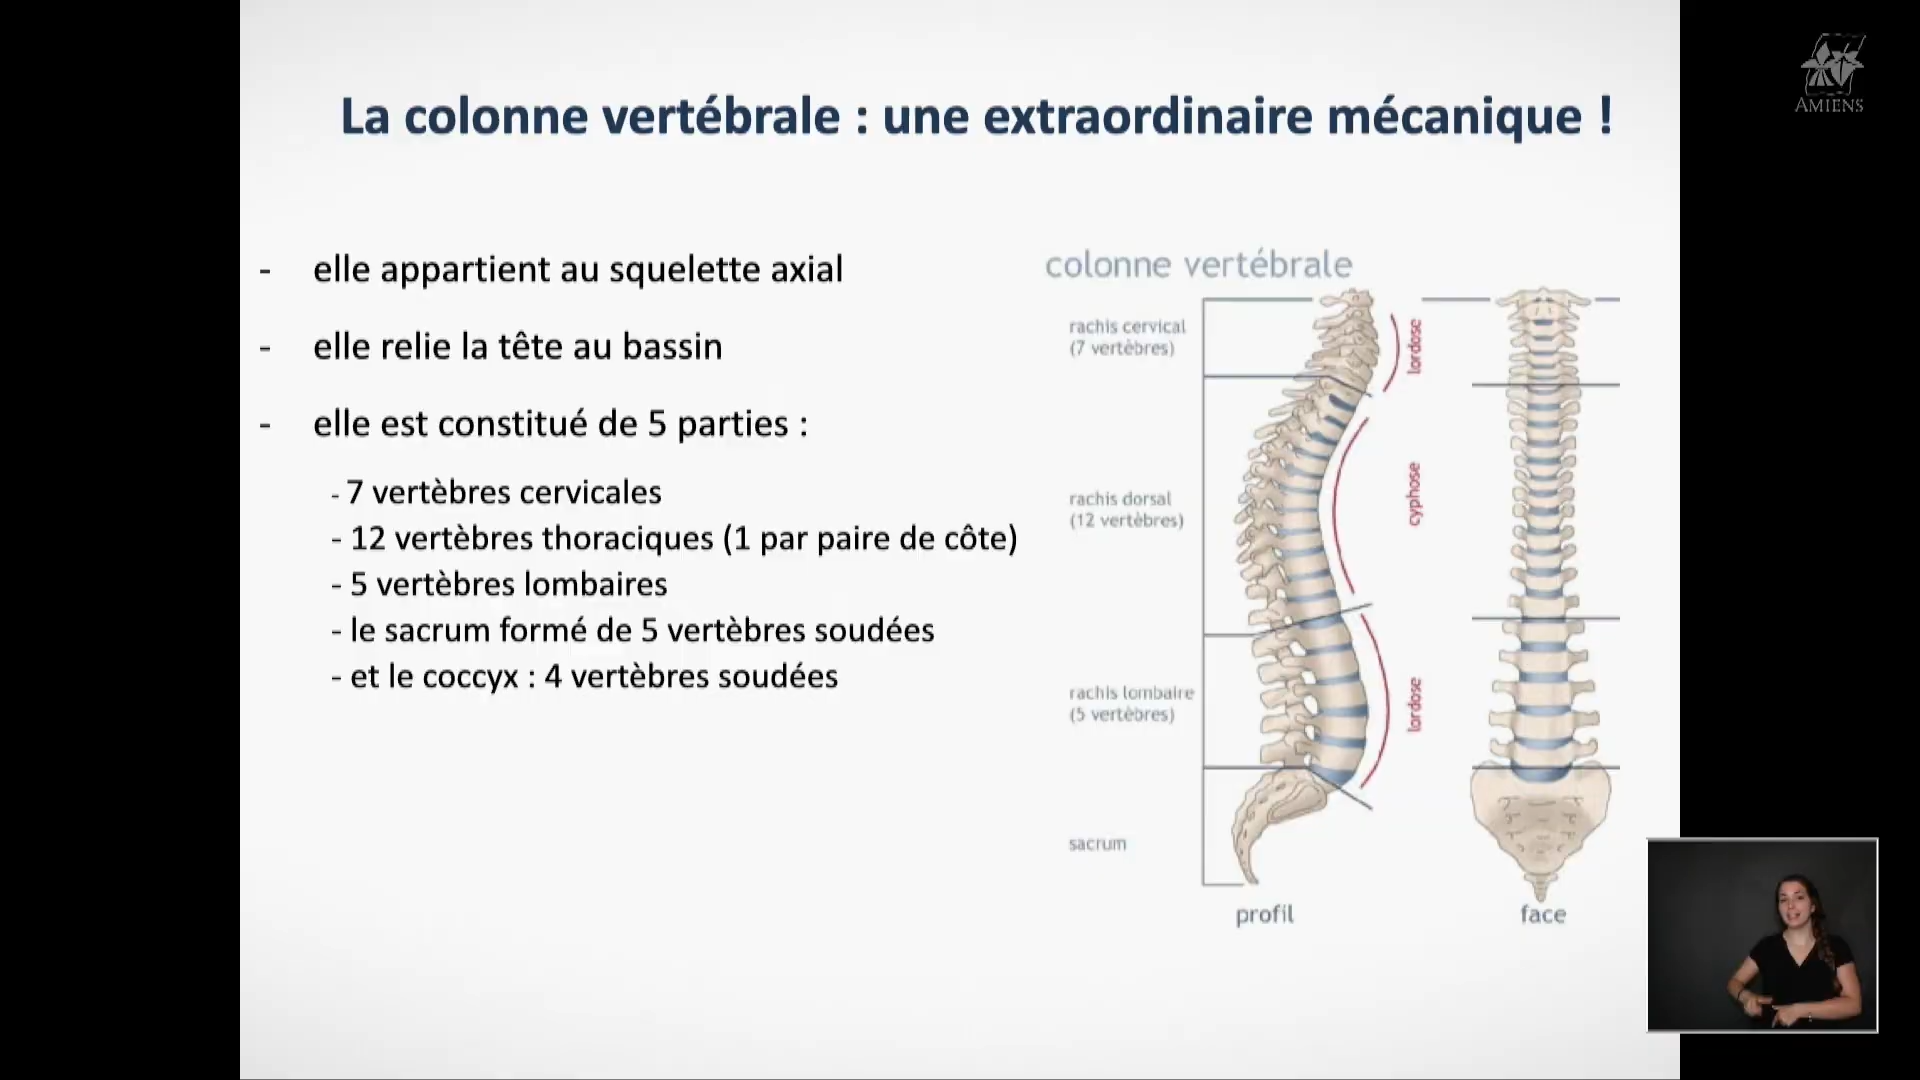 AMIENS
La colonne vertébrale : une extraordinaire mécanique !
- elle appartient au squelette axial
- elle relie la tête au bassin
- elle est constitué de 5 parties :
- 7 vertèbres cervicales
- 12 vertèbres thoraciques (1 par paire de côte)
- 5 vertèbres lombaires
- le sacrum formé de 5 vertèbres soudées
- et le coccyx : 4 vertèbres soudées
colonne vertébrale
rachis cervical
(7 vertèbres)
lordose
rachis dorsal
(12 vertèbres)
cyphose
rachis lombaire
(5 vertèbres)
lordose
sacrum
profil
face